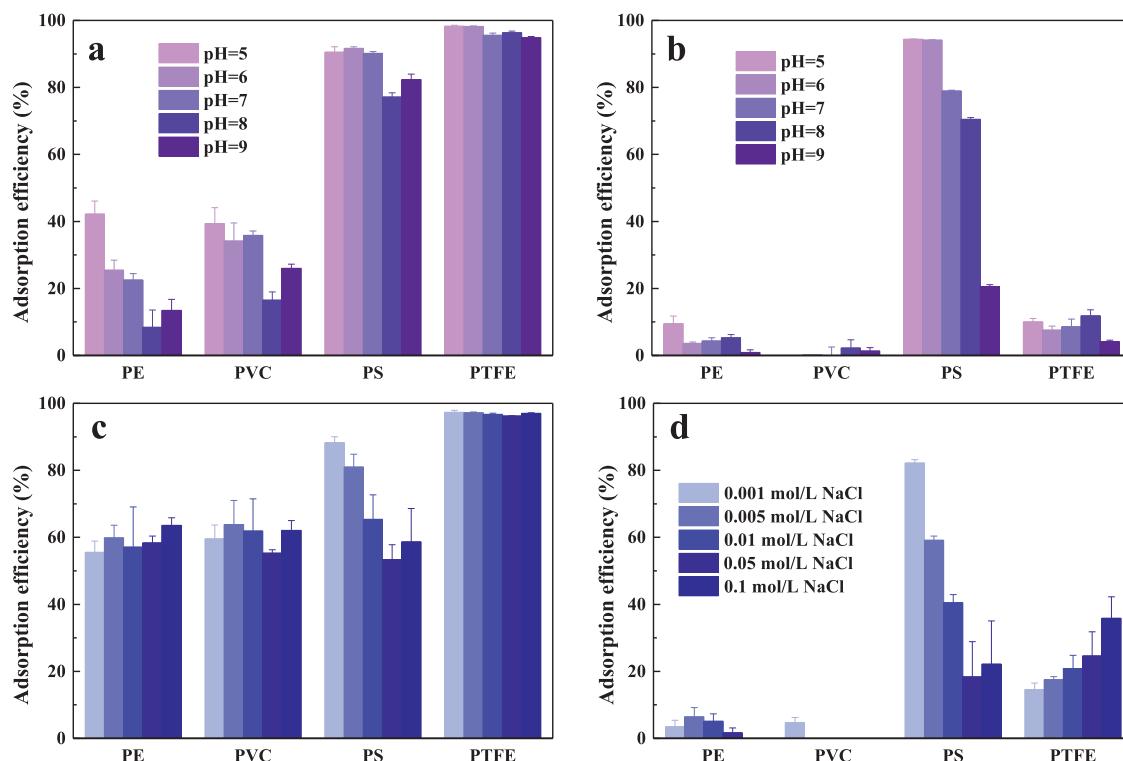 a
pH=5
pH=6
pH=7
pH=8
pH=9
Adsorption efficiency (%)
100
80
60
40
20
0
PE PVC PS PTFE
b
pH=5
pH=6
pH=7
pH=8
pH=9
Adsorption efficiency (%)
100
80
60
40
20
0
PE PVC PS PTFE
c
Adsorption efficiency (%)
100
80
60
40
20
0
PE PVC PS PTFE
d
0.001 mol/L NaCl
0.005 mol/L NaCl
0.01 mol/L NaCl
0.05 mol/L NaCl
0.1 mol/L NaCl
Adsorption efficiency (%)
100
80
60
40
20
0
PE PVC PS PTFE